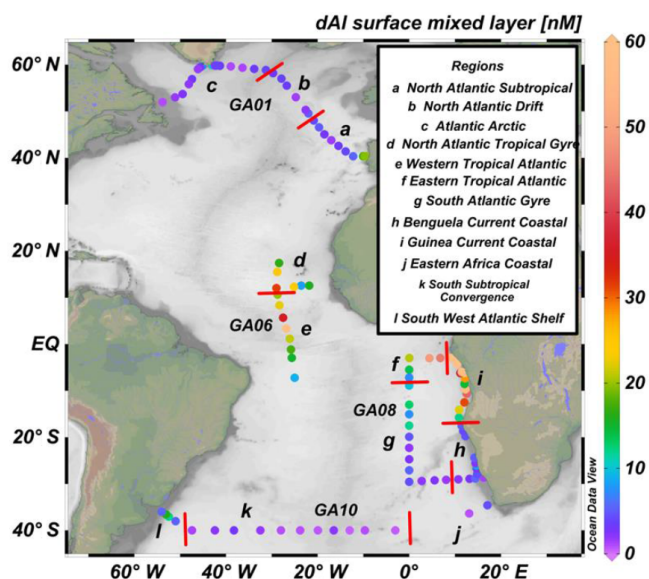 dAl surface mixed layer [nM]
60° N
40° N
20° N
EQ
20° S
40° S
60° W
40° W
20° W
0°
20° E
c
b
a
GA01
d
GA06
e
f
GA08
g
i
h
k
GA10
l
j
Regions
a North Atlantic Subtropical
b North Atlantic Drift
c Atlantic Arctic
d North Atlantic Tropical Gyre
e Western Tropical Atlantic
f Eastern Tropical Atlantic
g South Atlantic Gyre
h Benguela Current Coastal
i Guinea Current Coastal
j Eastern Africa Coastal
k South Subtropical
Convergence
l South West Atlantic Shelf
60
50
40
30
20
10
0
Ocean Data View